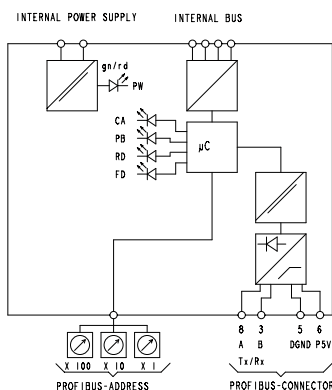 INTERNAL POWER SUPPLY INTERNAL BUS
gn/rd
PW
CA
PB
RD
FD
µC
8 3 5 6
A B DGND P5V
Tx/Rx
X 100 X 10 X 1
PROFIBUS-ADDRESS PROFIBUS-CONNECTOR